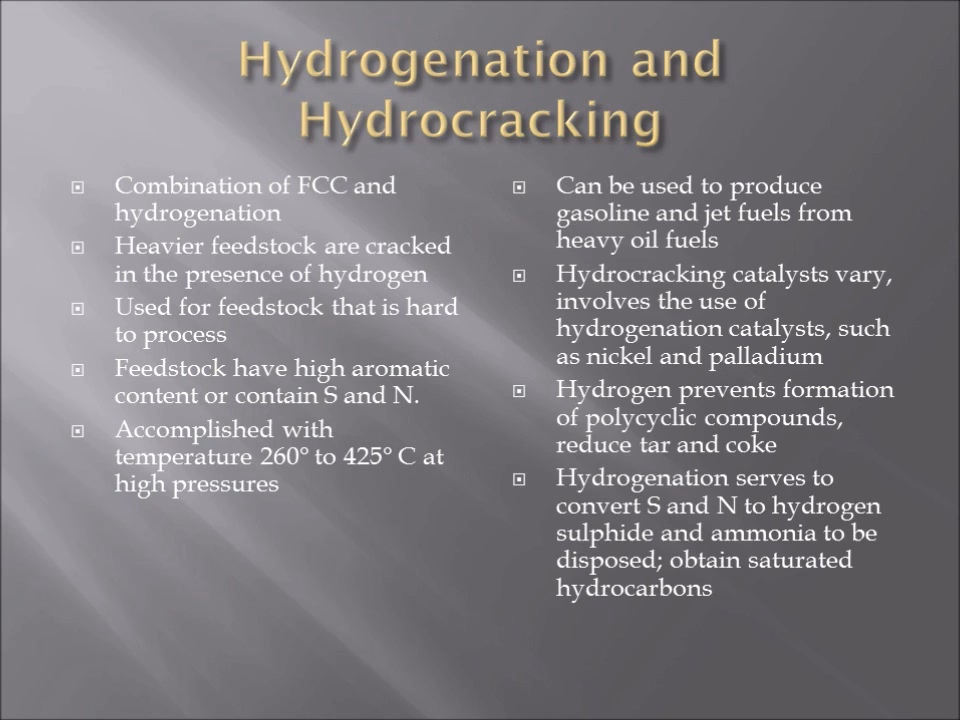 Hydrogenation and
Hydrocracking
Combination of FCC and
hydrogenation
Heavier feedstock are cracked
in the presence of hydrogen
Used for feedstock that is hard
to process
Feedstock have high aromatic
content or contain S and N.
Accomplished with
temperature 260° to 425° C at
high pressures
Can be used to produce
gasoline and jet fuels from
heavy oil fuels
Hydrocracking catalysts vary,
involves the use of
hydrogenation catalysts, such
as nickel and palladium
Hydrogen prevents formation
of polycyclic compounds,
reduce tar and coke
Hydrogenation serves to
convert S and N to hydrogen
sulphide and ammonia to be
disposed; obtain saturated
hydrocarbons